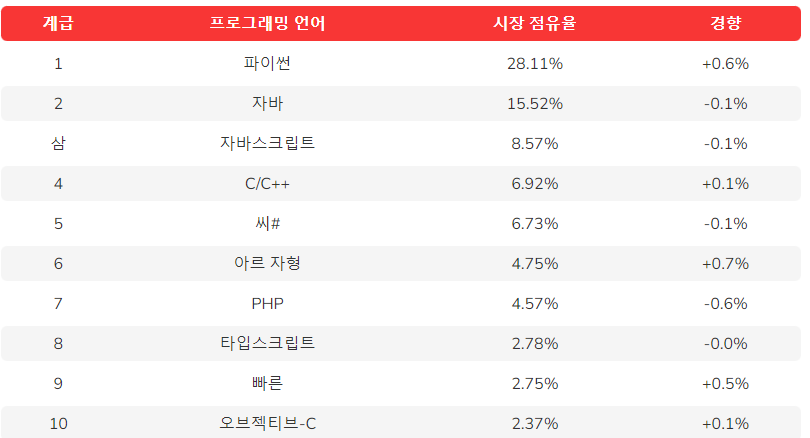 계급 프로그래밍 언어 시장 점유율 경향
1 파이썬 28.11% +0.6%
2 자바 15.52% -0.1%
삼 자바스크립트 8.57% -0.1%
4 C/C++ 6.92% +0.1%
5 씨# 6.73% -0.1%
6 아르 자형 4.75% +0.7%
7 PHP 4.57% -0.6%
8 타입스크립트 2.78% -0.0%
9 빠른 2.75% +0.5%
10 오브젝티브-C 2.37% +0.1%